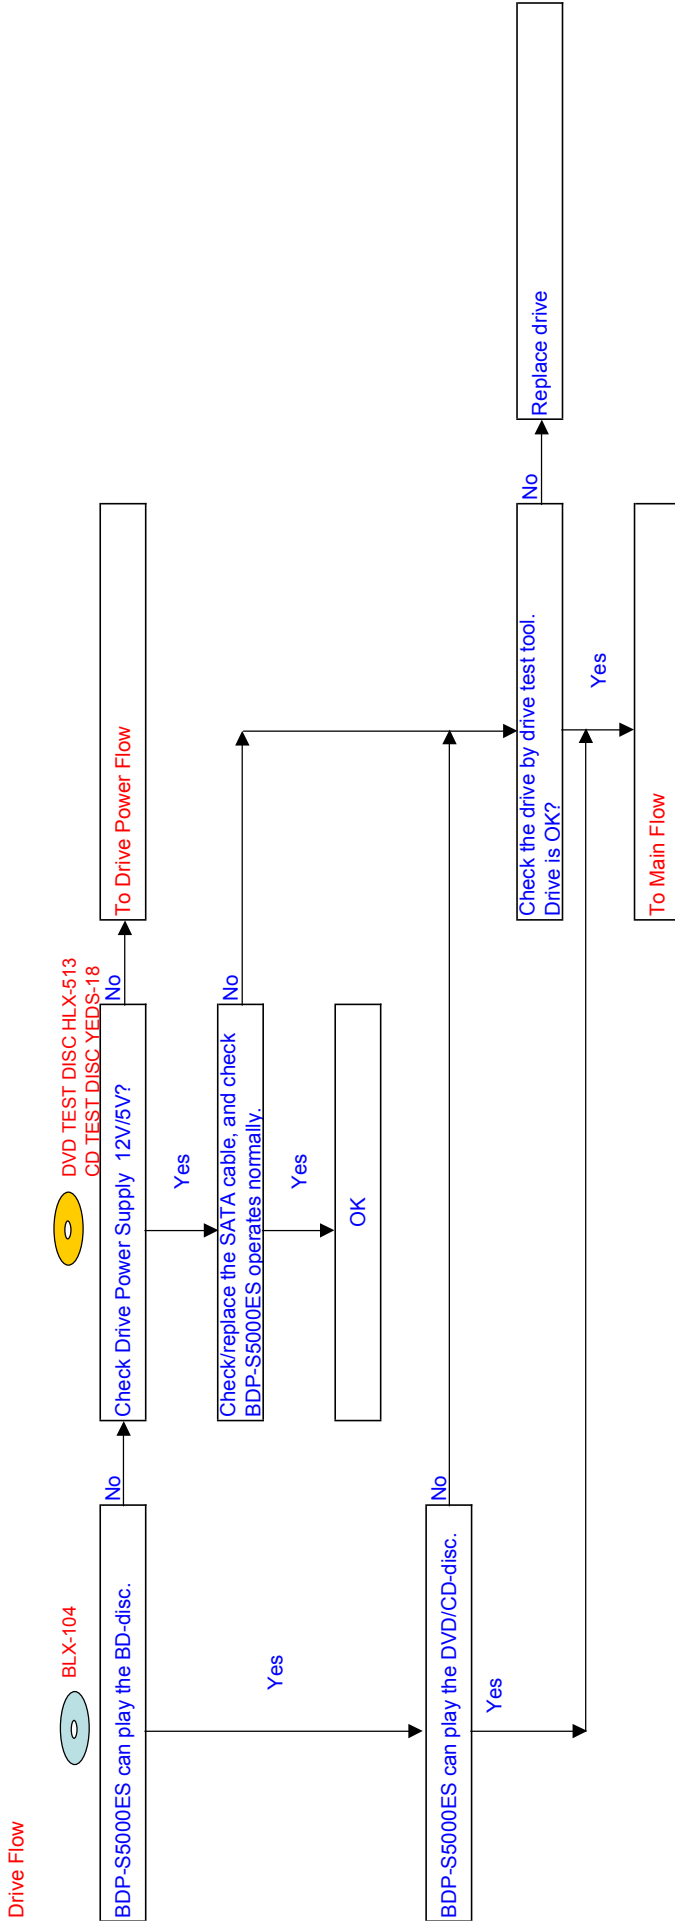 Drive Flow
BLX-104
DVD TEST DISC HLX-513
CD TEST DISC YEDS-18
BDP-S5000ES can play the BD-disc.
No
Check Drive Power Supply 12V/5V?
No
To Drive Power Flow
Yes
Yes
Check/replace the SATA cable, and check
BDP-S5000ES operates normally.
No
Yes
OK
BDP-S5000ES can play the DVD/CD-disc.
No
Yes
Check the drive by drive test tool.
Drive is OK?
No
Replace drive
Yes
To Main Flow